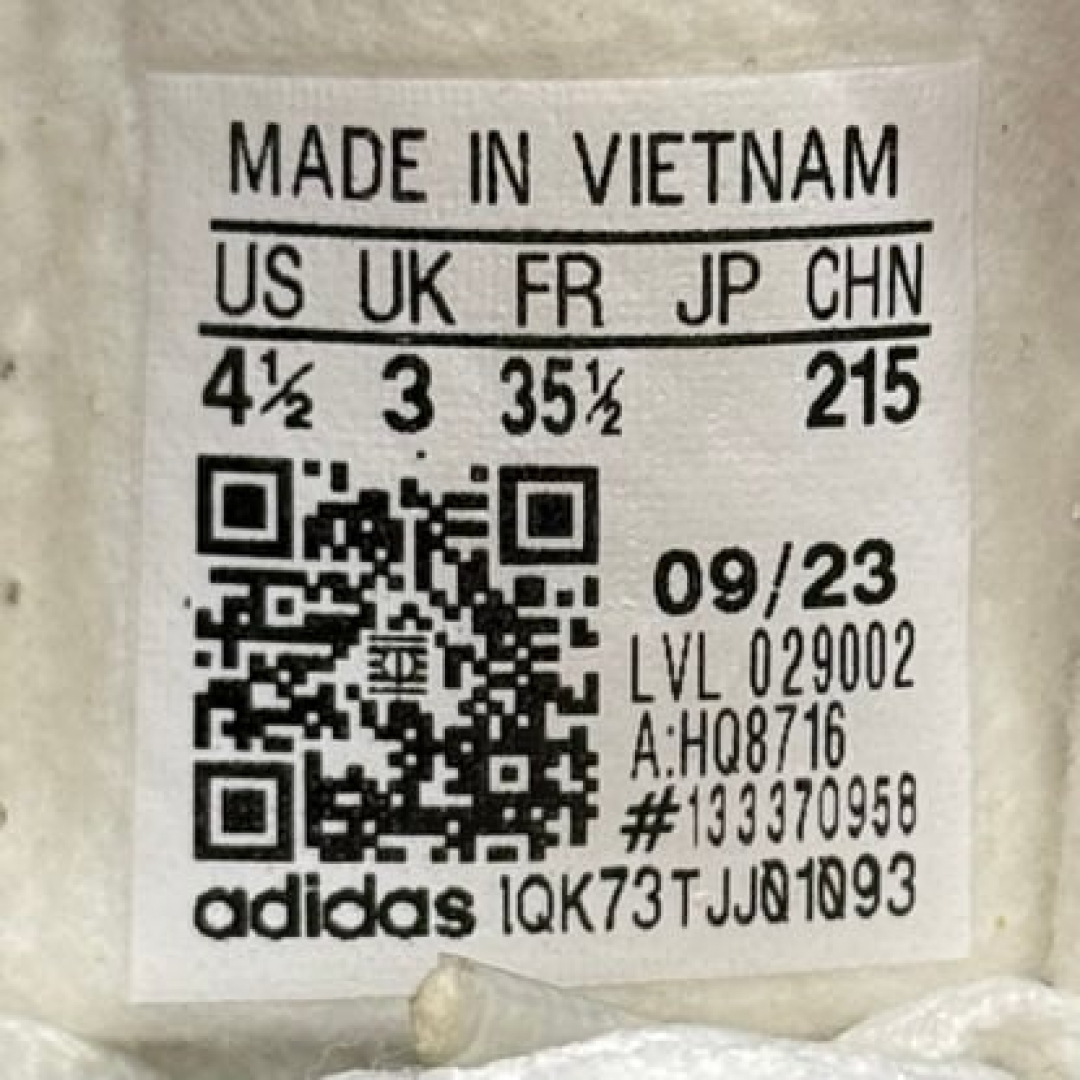 MADE IN VIETNAM
US UK FR JP CHN
4½ 3 35½ 215
09/23
LVL 029002
A:HQ8716
#133370958
adidas 1QK73TJJ01093